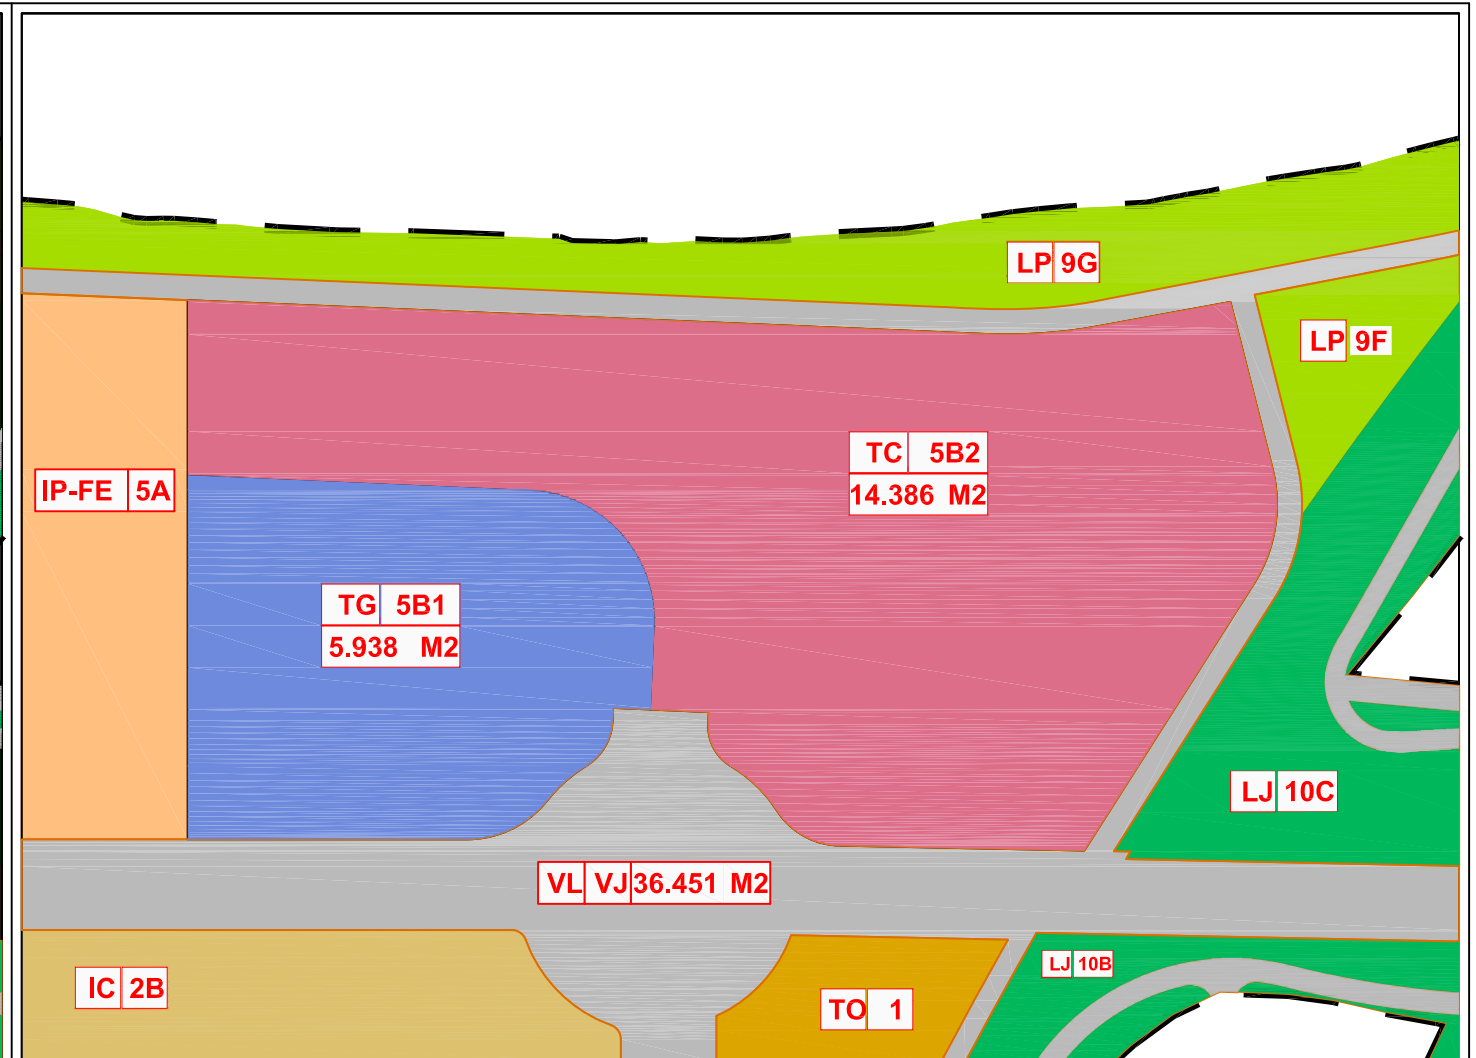 LP 9G
LP 9F
TC 5B2
14.386 M2
IP-FE 5A
TG 5B1
5.938 M2
LJ 10C
VL VJ 36.451 M2
LJ 10B
IC 2B
TO 1